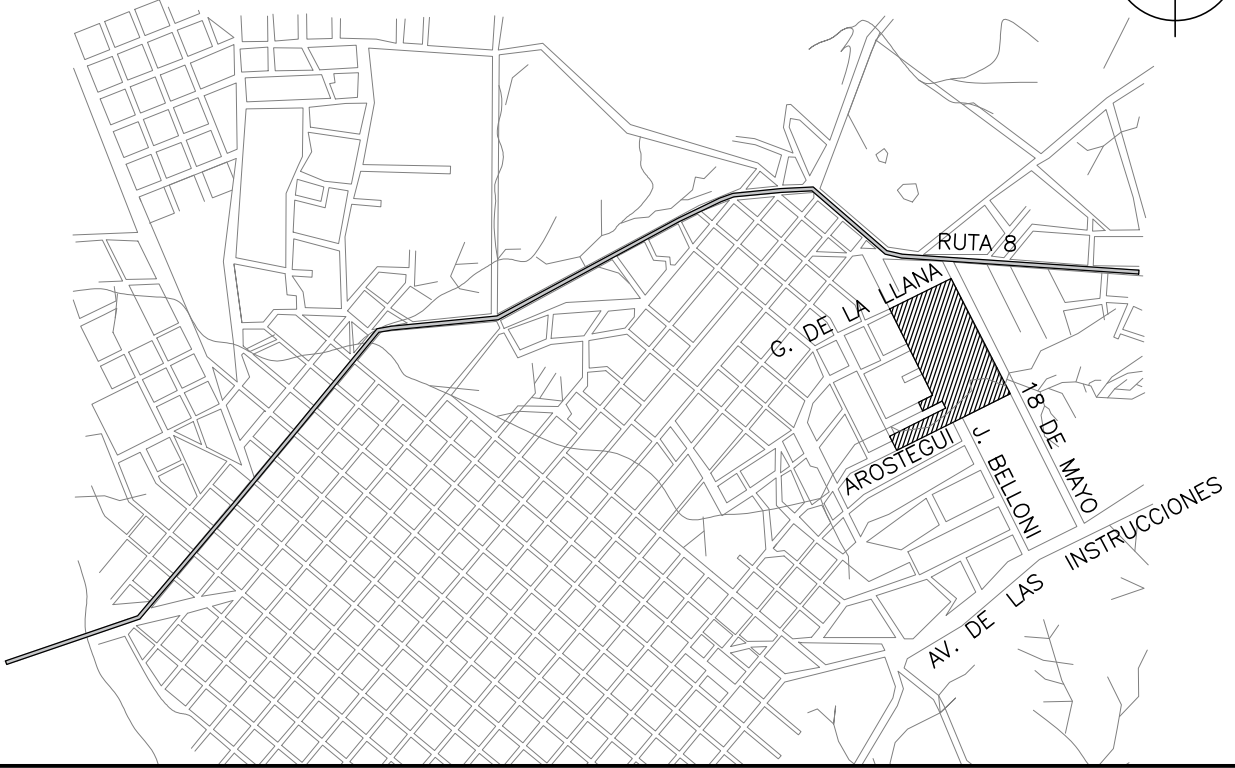 RUTA 8
G. DE LA LLANA
18 DE MAYO
AROSTEGUI
J. BELLONI
AV. DE LAS INSTRUCCIONES